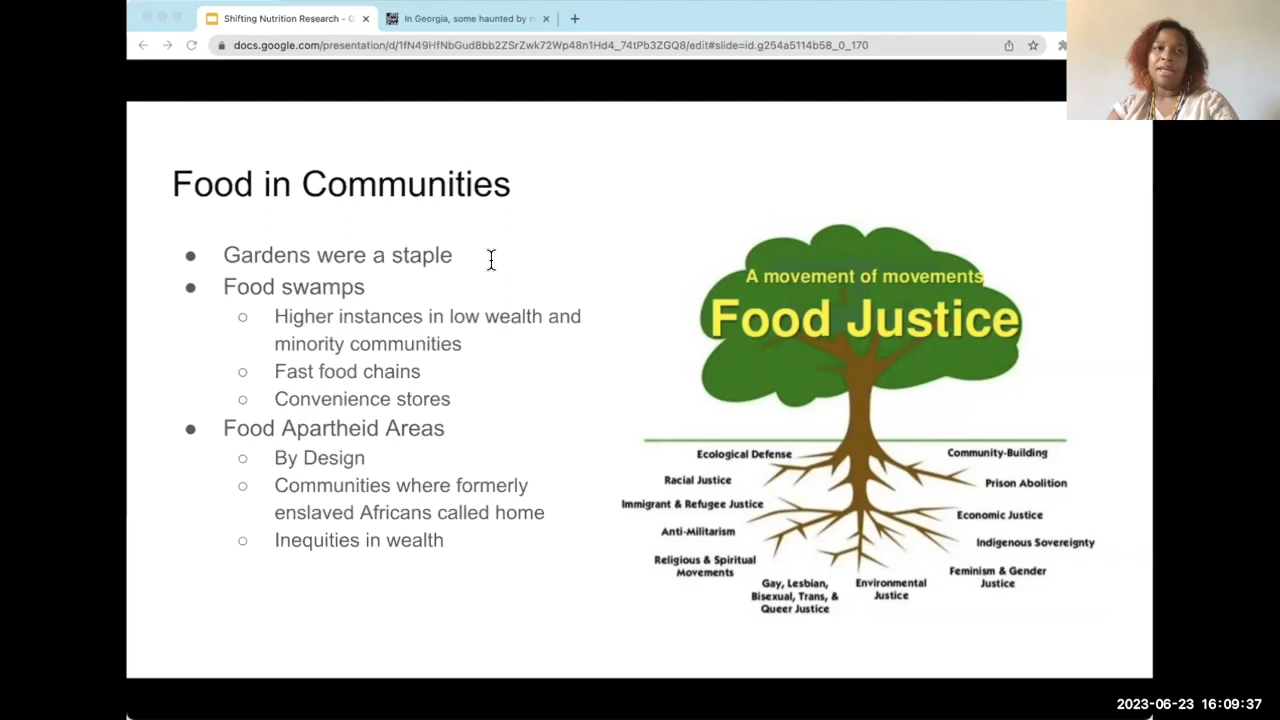 Shifting Nutrition Research - G
In Georgia, some haunted by
docs.google.com/presentation/d/1fN49HfNbGud8bb2ZSrZwk72Wp48n1Hd4_74tPb3ZGQ8/edit#slide=id.g254a5114b58_0_170
Food in Communities
● Gardens were a staple
● Food swamps
○ Higher instances in low wealth and
minority communities
○ Fast food chains
○ Convenience stores
● Food Apartheid Areas
○ By Design
○ Communities where formerly
enslaved Africans called home
○ Inequities in wealth
A movement of movements
Food Justice
Ecological Defense
Racial Justice
Immigrant & Refugee Justice
Anti-Militarism
Religious & Spiritual
Movements
Gay, Lesbian,
Bisexual, Trans, &
Queer Justice
Environmental
Justice
Community-Building
Prison Abolition
Economic Justice
Indigenous Sovereignty
Feminism & Gender
Justice
2023-06-23 16:09:37